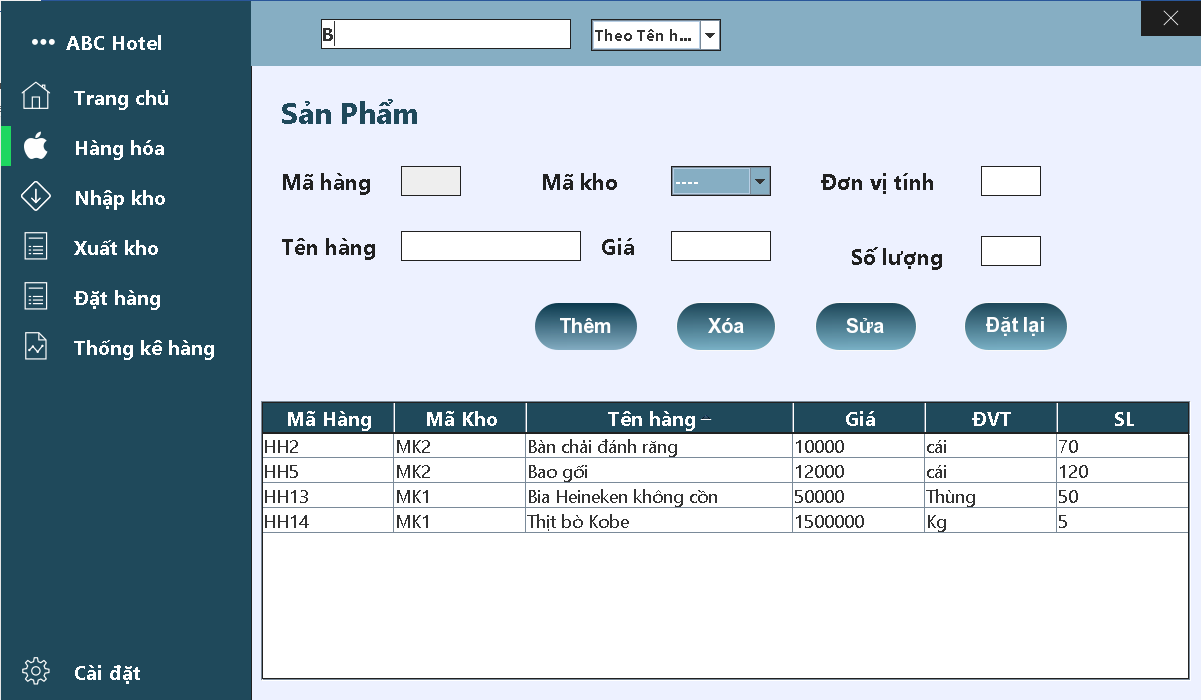 B
Theo Tên h...
ABC Hotel
Trang chủ
Hàng hóa
Nhập kho
Xuất kho
Đặt hàng
Thống kê hàng
Cài đặt
Sản Phẩm
Mã hàng Mã kho ---- Đơn vị tính
Tên hàng Giá Số lượng
Thêm Xóa Sửa Đặt lại
Mã Hàng Mã Kho Tên hàng – Giá ĐVT SL
HH2 MK2 Bàn chải đánh răng 10000 cái 70
HH5 MK2 Bao gối 12000 cái 120
HH13 MK1 Bia Heineken không cồn 50000 Thùng 50
HH14 MK1 Thịt bò Kobe 1500000 Kg 5